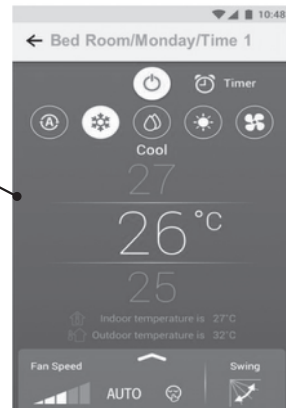 10:48
Bed Room/Monday/Time 1
Timer
A
Cool
27
26°C
25
Indoor temperature is 27°C
Outdoor temperature is 32°C
Fan Speed
Swing
AUTO